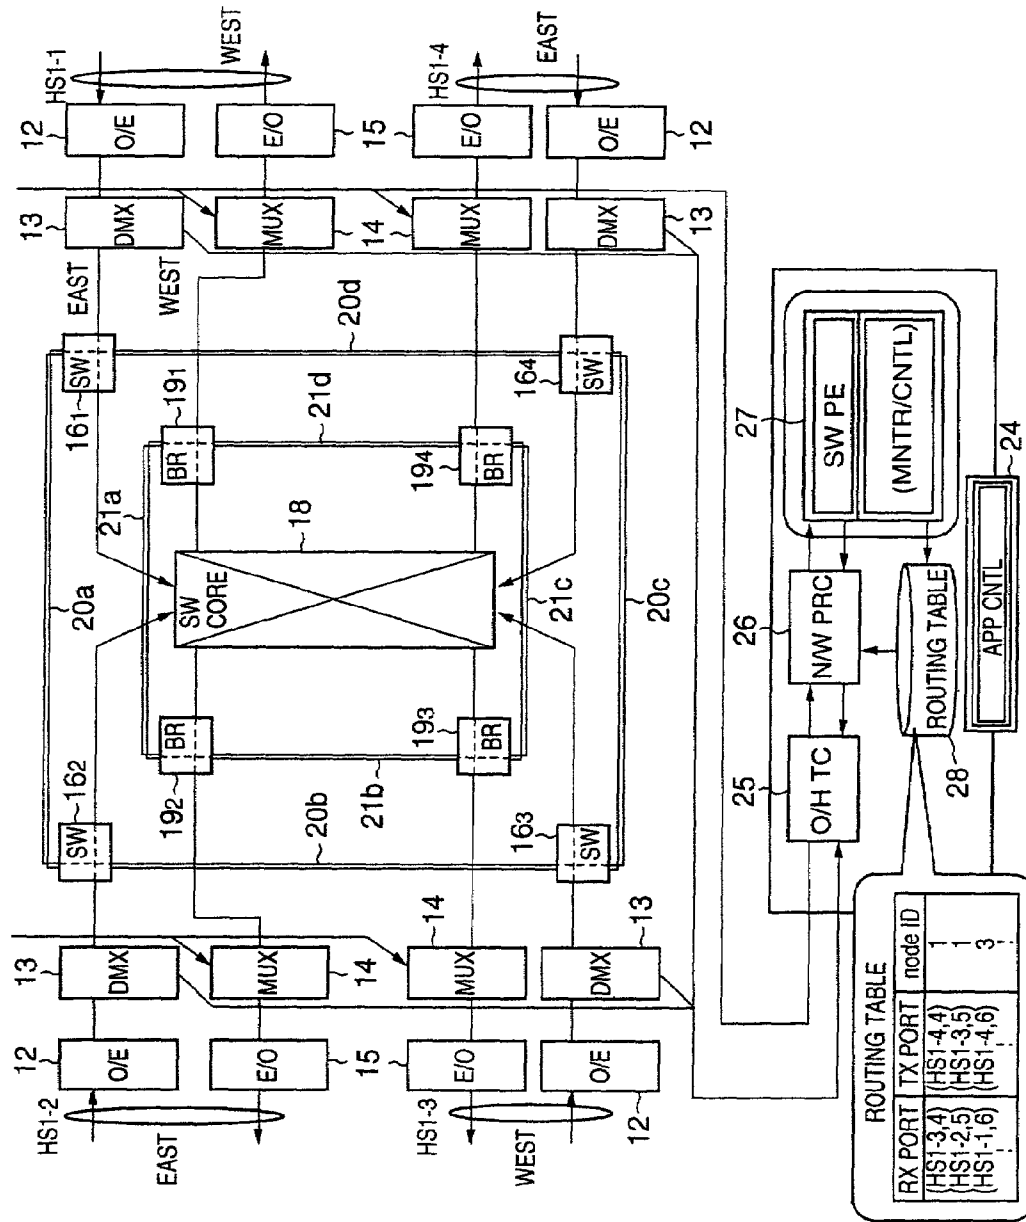 HS1-1
WEST
HS1-4
EAST
12
O/E
E/O
15
E/O
O/E
12
13
DMX
MUX
14
MUX
DMX
13
EAST
WEST
20d
SW
161
SW
164
191
BR
21d
194
BR
21a
20a
18
SW
CORE
21c
20c
BR
192
193
BR
21b
162
SW
20b
163
SW
13
DMX
MUX
14
14
MUX
13
DMX
12
O/E
E/O
15
E/O
O/E
12
HS1-2
EAST
HS1-3
WEST
27
SW PE
(MNTR/CNTL)
24
APP CNTL
26
N/W PRC
ROUTING TABLE
28
25
O/H TC
ROUTING TABLE
RX PORT TX PORT node ID
(HS1-3,4) (HS1-4,4) 1
(HS1-2,5) (HS1-3,5) 1
(HS1-1,6) (HS1-4,6) 3